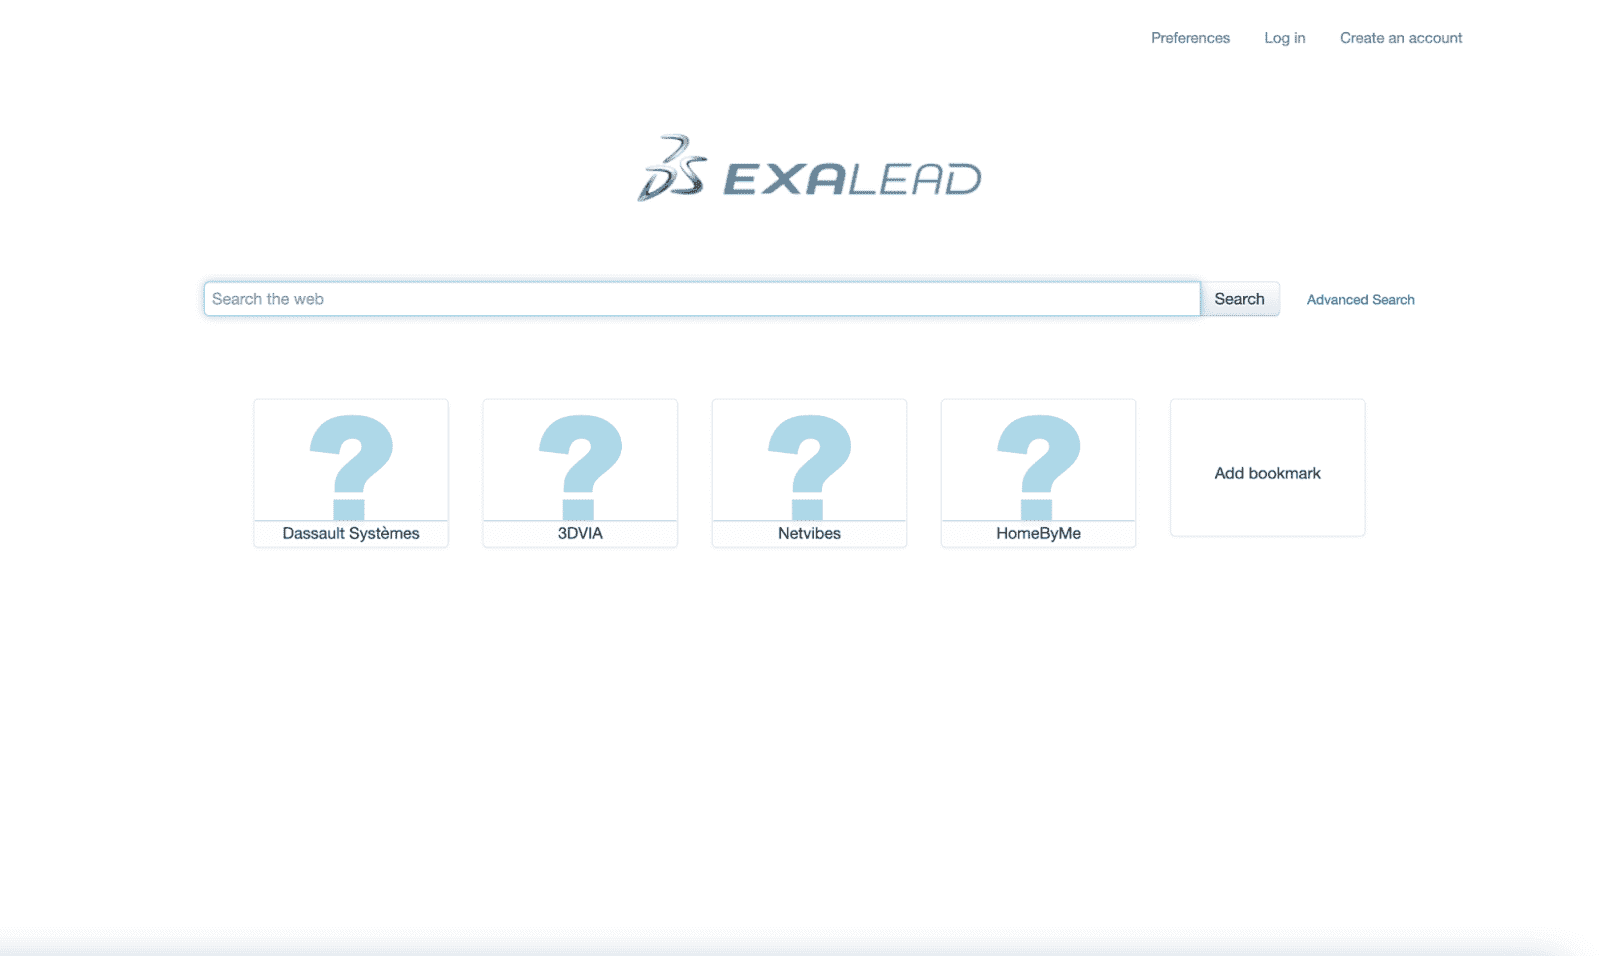 Preferences Log in Create an account
3DS EXALEAD
Search the web Search Advanced Search
Add bookmark
Dassault Systèmes 3DVIA Netvibes HomeByMe